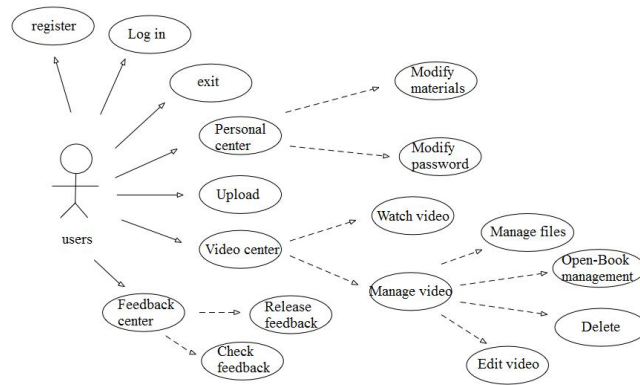 register
Log in
exit
Modify
materials
Personal
center
Modify
password
Upload
Watch video
users
Video center
Manage files
Open-Book
management
Manage video
Feedback
center
Release
feedback
Delete
Check
feedback
Edit video